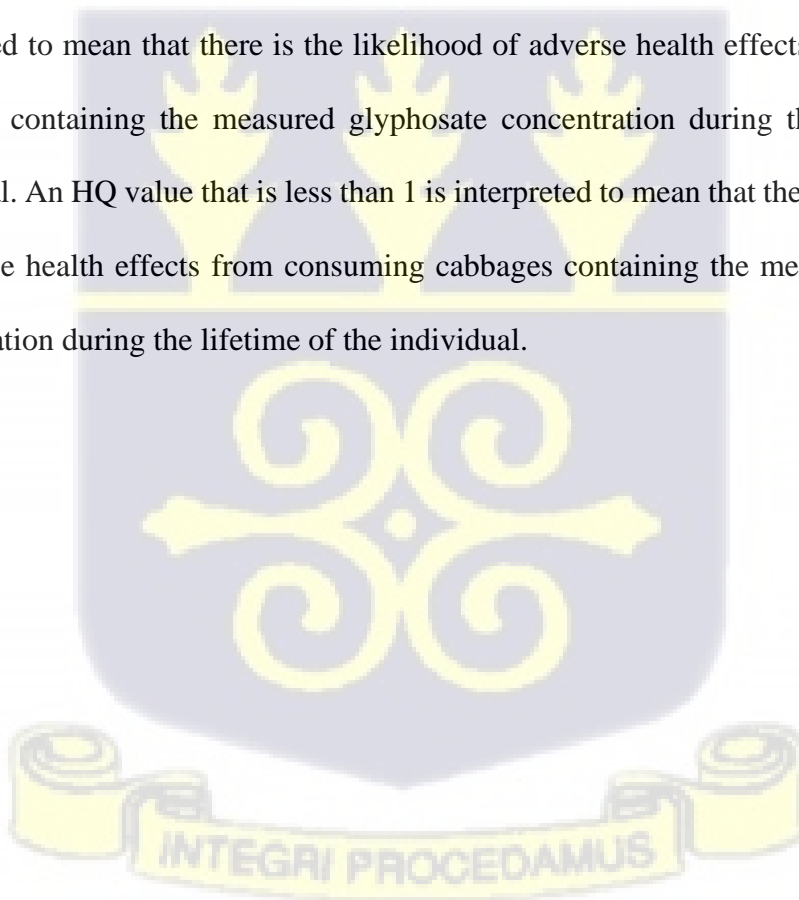 ed to mean that there is the likelihood of adverse health effects
containing the measured glyphosate concentration during th
l. An HQ value that is less than 1 is interpreted to mean that the
e health effects from consuming cabbages containing the me
ation during the lifetime of the individual.
INTEGRI PROCEDAMUS